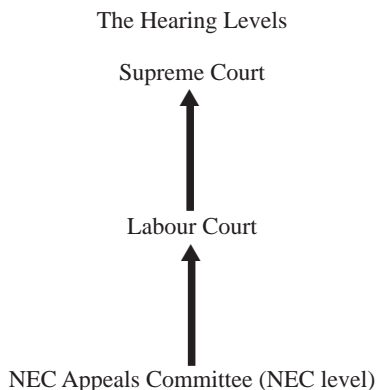 The Hearing Levels
Supreme Court
Labour Court
NEC Appeals Committee (NEC level)